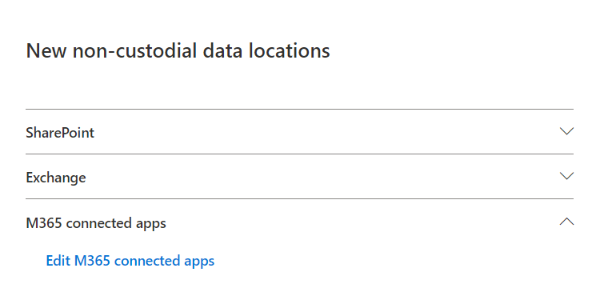 New non-custodial data locations
SharePoint
Exchange
M365 connected apps
Edit M365 connected apps